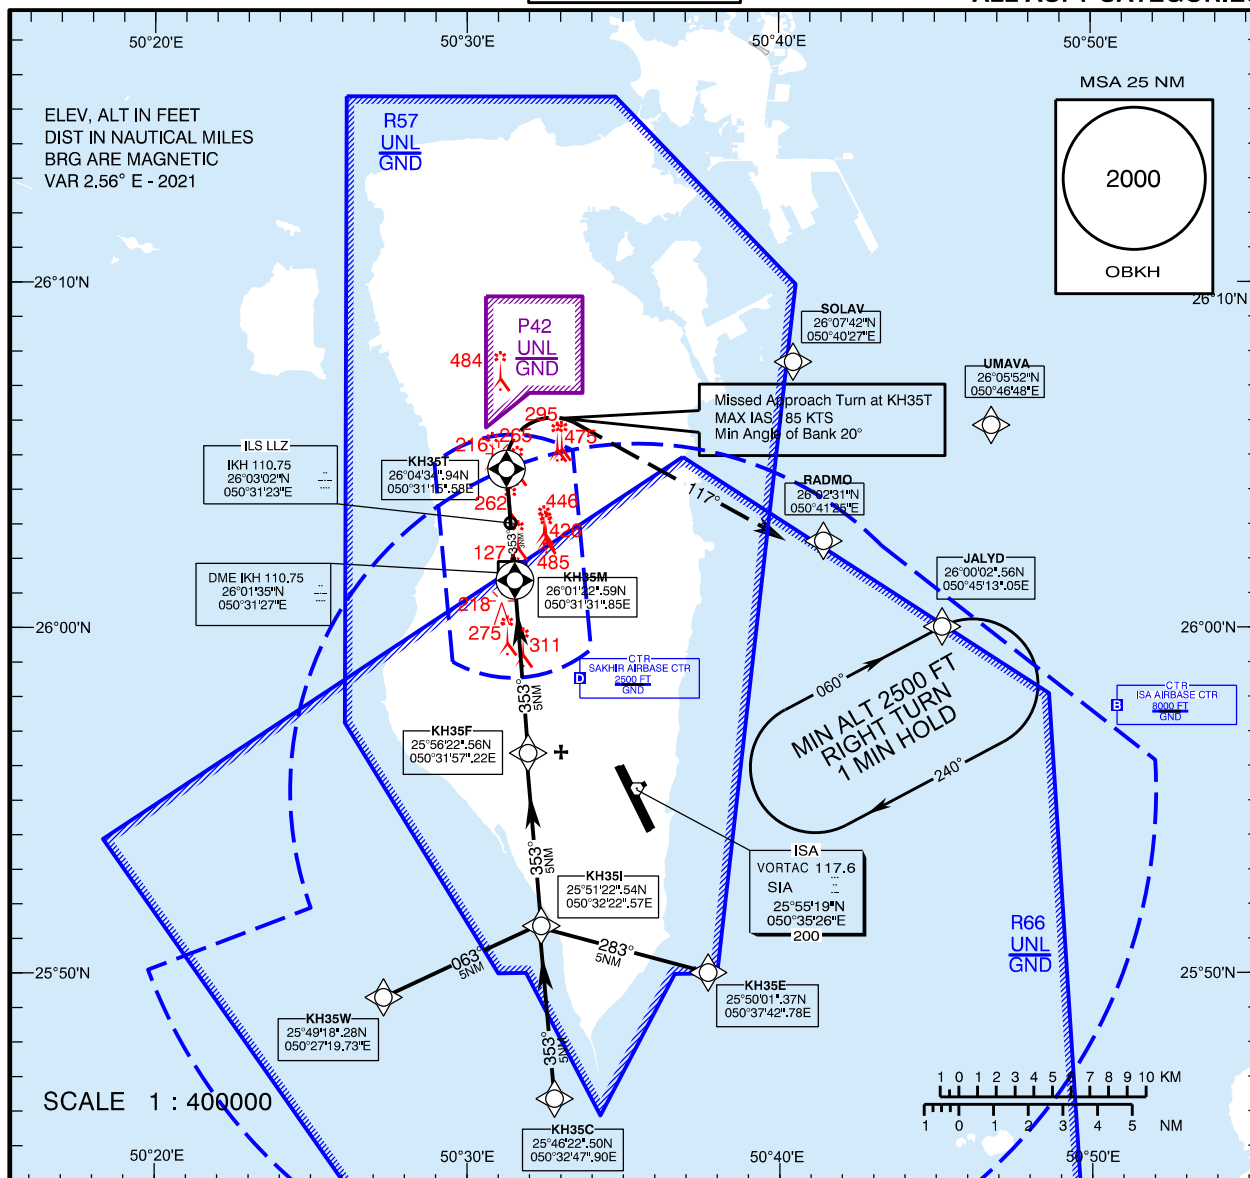 ALL ACFT CATEGORIES
50°20'E
50°30'E
50°40'E
50°50'E
ELEV, ALT IN FEET
DIST IN NAUTICAL MILES
BRG ARE MAGNETIC
VAR 2.56° E - 2021
R57
UNL
GND
MSA 25 NM
2000
OBKH
26°10'N
26°10'N
P42
UNL
GND
484
SOLAV
26°07'42"N
050°40'27"E
UMAVA
26°05'52"N
050°46'48"E
Missed Approach Turn at KH35T
MAX IAS 185 KTS
Min Angle of Bank 20°
295
265
216
475
ILS LLZ
IKH 110.75
26°03'02"N
050°31'23"E
KH35T
26°04'34".94N
050°31'15".58E
262
446
426
485
127
353°
3NM
117°
RADMO
26°02'31"N
050°41'25"E
DME IKH 110.75
26°01'35"N
050°31'27"E
KH35M
26°01'22".59N
050°31'31".85E
JALYD
26°00'02".56N
050°45'13".05E
218
275
311
26°00'N
26°00'N
CTR
SAKHIR AIRBASE CTR
2500 FT
GND
D
CTR
ISA AIRBASE CTR
8000 FT
GND
B
060°
MIN ALT 2500 FT
RIGHT TURN
1 MIN HOLD
240°
353°
5NM
KH35F
25°56'22".56N
050°31'57".22E
353°
5NM
ISA
VORTAC 117.6
SIA
25°55'19"N
050°35'26"E
200
KH35I
25°51'22".54N
050°32'22".57E
R66
UNL
GND
063°
5NM
283°
5NM
25°50'N
25°50'N
KH35W
25°49'18".28N
050°27'19.73"E
KH35E
25°50'01".37N
050°37'42".78E
353°
5NM
SCALE 1 : 400000
KH35C
25°46'22".50N
050°32'47".90E
1 0 1 2 3 4 5 6 7 8 9 10 KM
1 0 1 2 3 4 5 NM
50°20'E
50°30'E
50°40'E
50°50'E